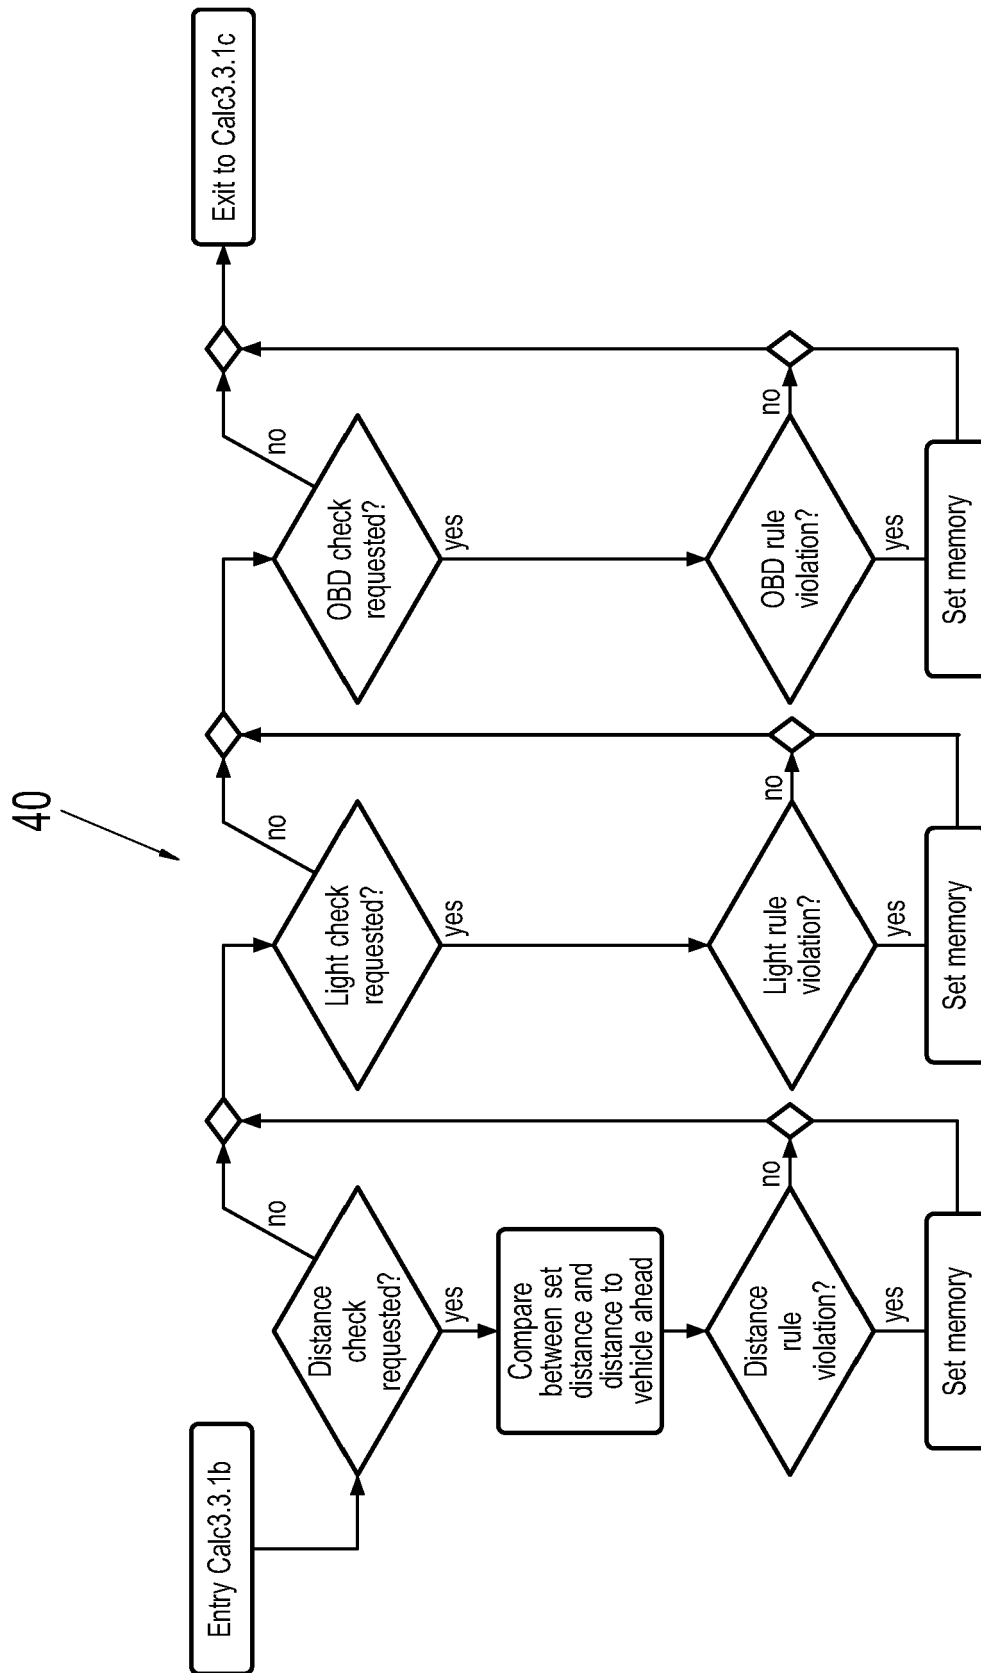 40
Entry Calc3.3.1b
Distance
check
requested?
no
yes
Compare
between set
distance and
distance to
vehicle ahead
Distance
rule
violation?
no
yes
Set memory
Light check
requested?
no
yes
Light rule
violation?
no
yes
Set memory
OBD check
requested?
no
yes
OBD rule
violation?
no
yes
Set memory
Exit to Calc3.3.1c